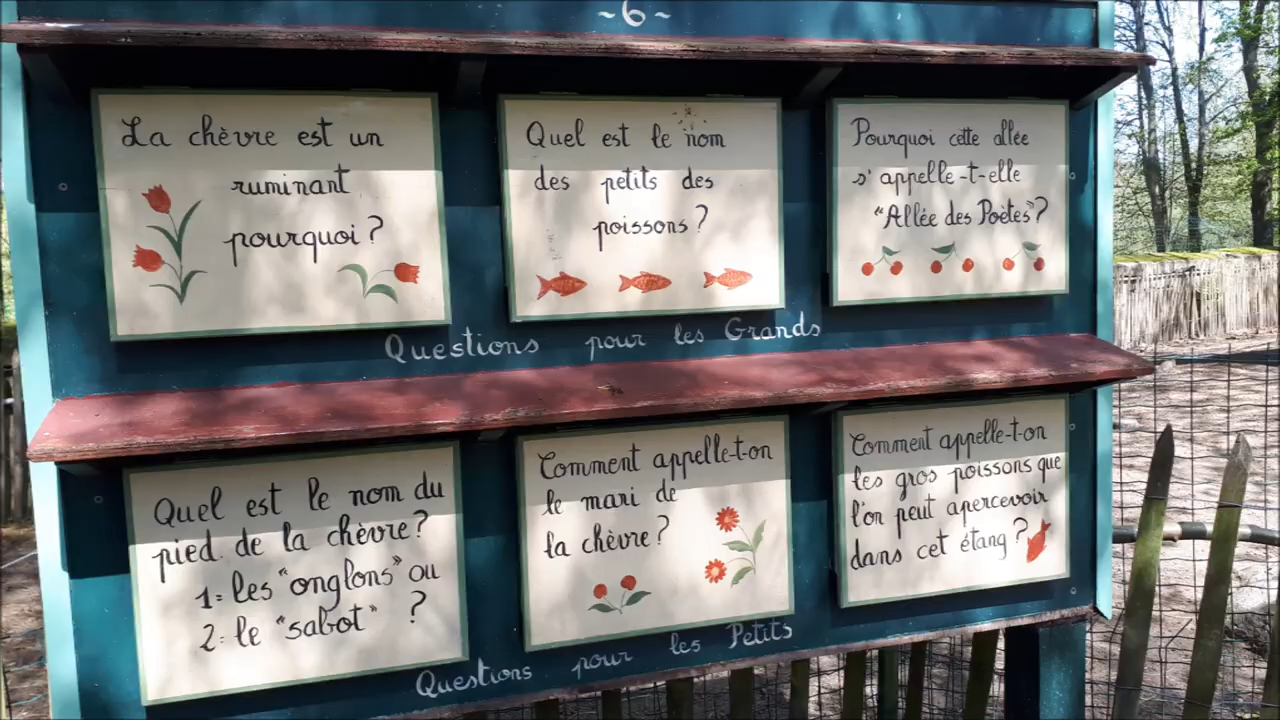 ~6~
La chèvre est un
ruminant
pourquoi ?
Quel est le nom
des petits des
poissons ?
Pourquoi cette allée
s'appelle-t-elle
"Allée des Poètes" ?
Questions pour les Grands
Quel est le nom du
pied de la chèvre ?
1= les "onglons" ou
2= le "sabot" ?
Comment appelle-t-on
le mari de
la chèvre ?
Comment appelle-t-on
les gros poissons que
l'on peut apercevoir
dans cet étang ?
Questions pour les Petits